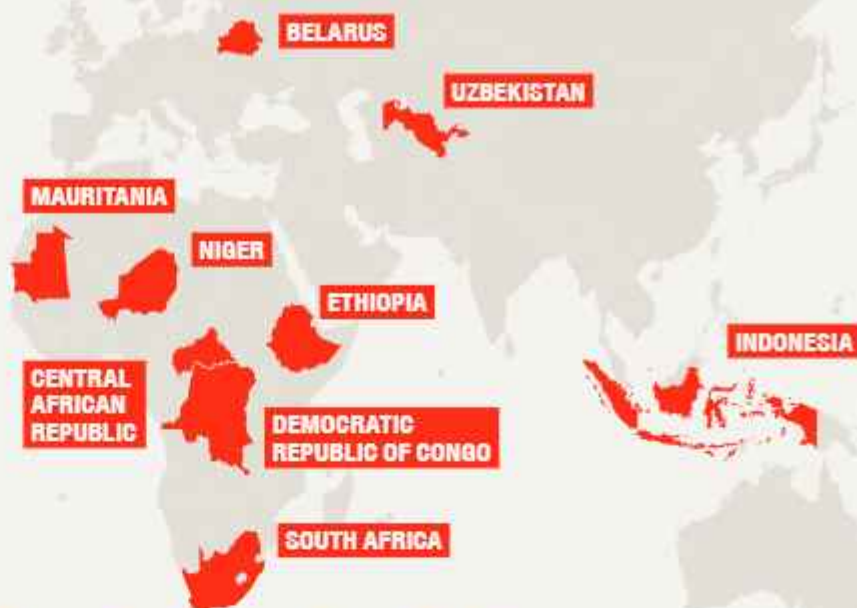 BELARUS
UZBEKISTAN
MAURITANIA
NIGER
ETHIOPIA
INDONESIA
CENTRAL
AFRICAN
REPUBLIC
DEMOCRATIC
REPUBLIC OF CONGO
SOUTH AFRICA